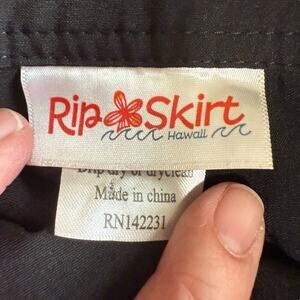 Rip Skirt
Hawaii
Drip dry or dryclean
Made in china
RN142231